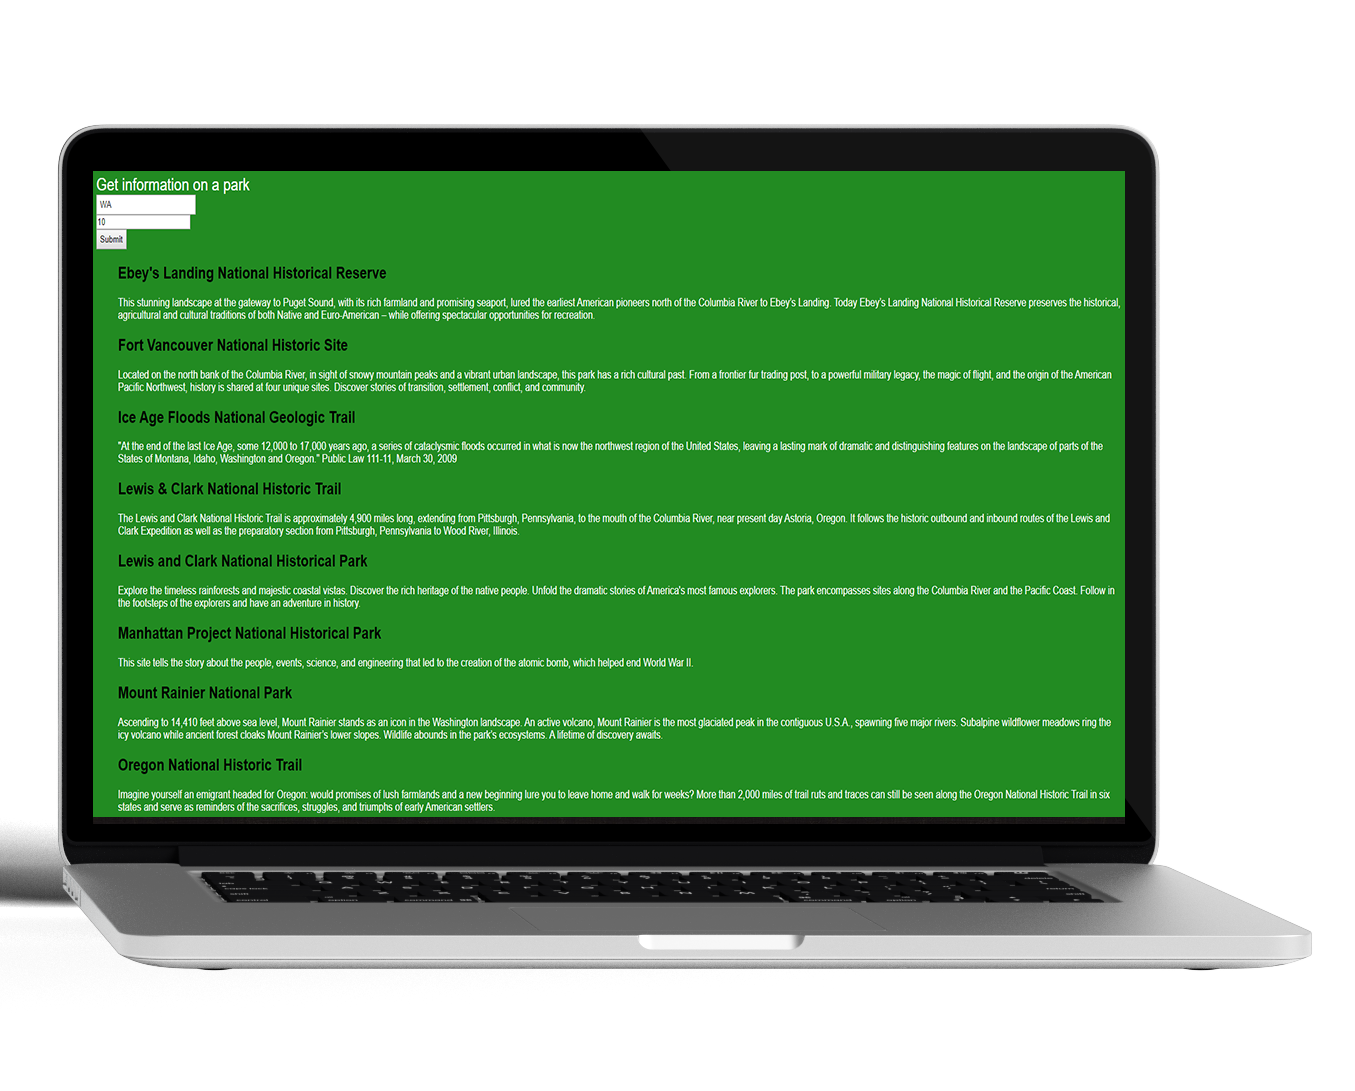 Get information on a park
WA
10
Submit
Ebey's Landing National Historical Reserve
This stunning landscape at the gateway to Puget Sound, with its rich farmland and promising seaport, lured the earliest American pioneers north of the Columbia River to Ebey's Landing. Today Ebey's Landing National Historical Reserve preserves the historical,
agricultural and cultural traditions of both Native and Euro-American – while offering spectacular opportunities for recreation.
Fort Vancouver National Historic Site
Located on the north bank of the Columbia River, in sight of snowy mountain peaks and a vibrant urban landscape, this park has a rich cultural past. From a frontier fur trading post, to a powerful military legacy, the magic of flight, and the origin of the American
Pacific Northwest, history is shared at four unique sites. Discover stories of transition, settlement, conflict, and community.
Ice Age Floods National Geologic Trail
"At the end of the last Ice Age, some 12,000 to 17,000 years ago, a series of cataclysmic floods occurred in what is now the northwest region of the United States, leaving a lasting mark of dramatic and distinguishing features on the landscape of parts of the
States of Montana, Idaho, Washington and Oregon." Public Law 111-11, March 30, 2009
Lewis & Clark National Historic Trail
The Lewis and Clark National Historic Trail is approximately 4,900 miles long, extending from Pittsburgh, Pennsylvania, to the mouth of the Columbia River, near present day Astoria, Oregon. It follows the historic outbound and inbound routes of the Lewis and
Clark Expedition as well as the preparatory section from Pittsburgh, Pennsylvania to Wood River, Illinois.
Lewis and Clark National Historical Park
Explore the timeless rainforests and majestic coastal vistas. Discover the rich heritage of the native people. Unfold the dramatic stories of America's most famous explorers. The park encompasses sites along the Columbia River and the Pacific Coast. Follow in
the footsteps of the explorers and have an adventure in history.
Manhattan Project National Historical Park
This site tells the story about the people, events, science, and engineering that led to the creation of the atomic bomb, which helped end World War II.
Mount Rainier National Park
Ascending to 14,410 feet above sea level, Mount Rainier stands as an icon in the Washington landscape. An active volcano, Mount Rainier is the most glaciated peak in the contiguous U.S.A., spawning five major rivers. Subalpine wildflower meadows ring the
icy volcano while ancient forest cloaks Mount Rainier's lower slopes. Wildlife abounds in the park's ecosystems. A lifetime of discovery awaits.
Oregon National Historic Trail
Imagine yourself an emigrant headed for Oregon: would promises of lush farmlands and a new beginning lure you to leave home and walk for weeks? More than 2,000 miles of trail ruts and traces can still be seen along the Oregon National Historic Trail in six
states and serve as reminders of the sacrifices, struggles, and triumphs of early American settlers.